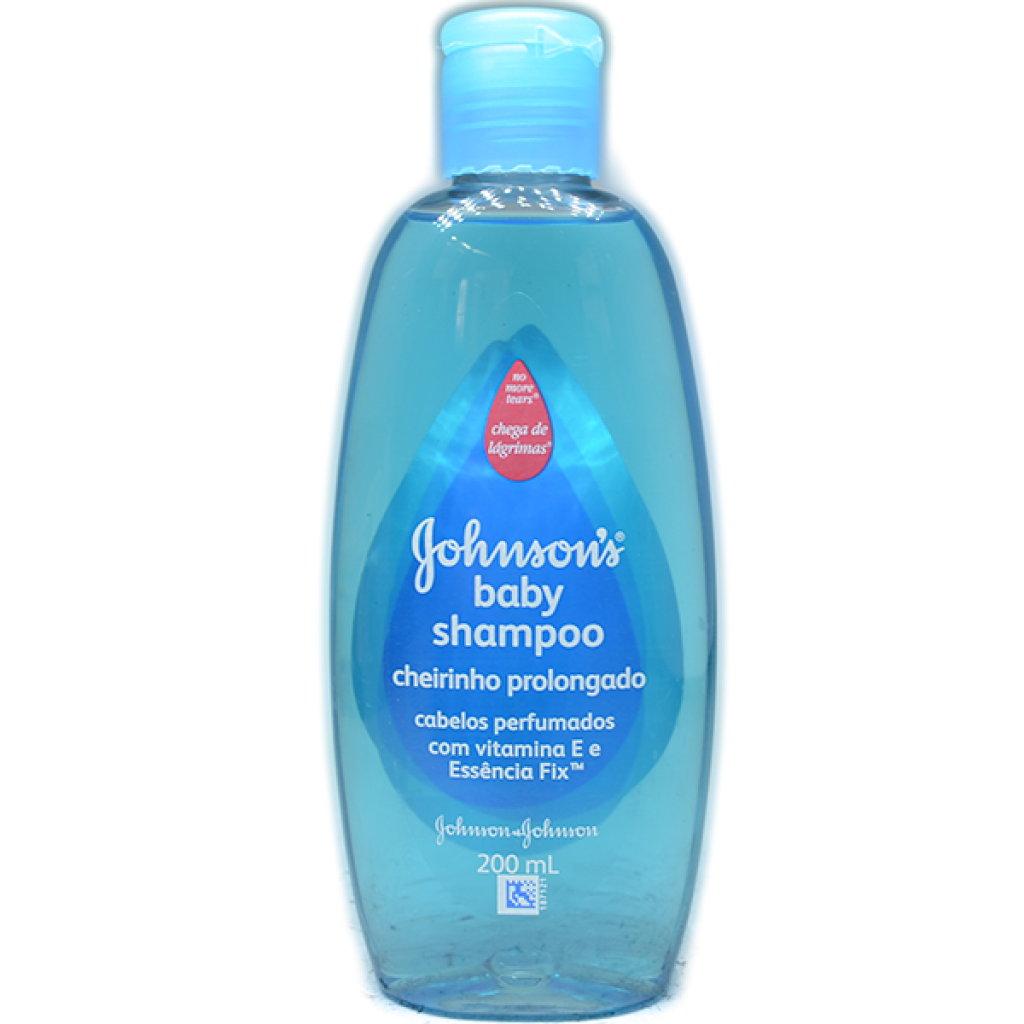 no
more
tears®
chega de
lágrimas®
Johnson's®
baby
shampoo
cheirinho prolongado
cabelos perfumados
com vitamina E e
Essência Fix™
Johnson+Johnson
200 mL
187121